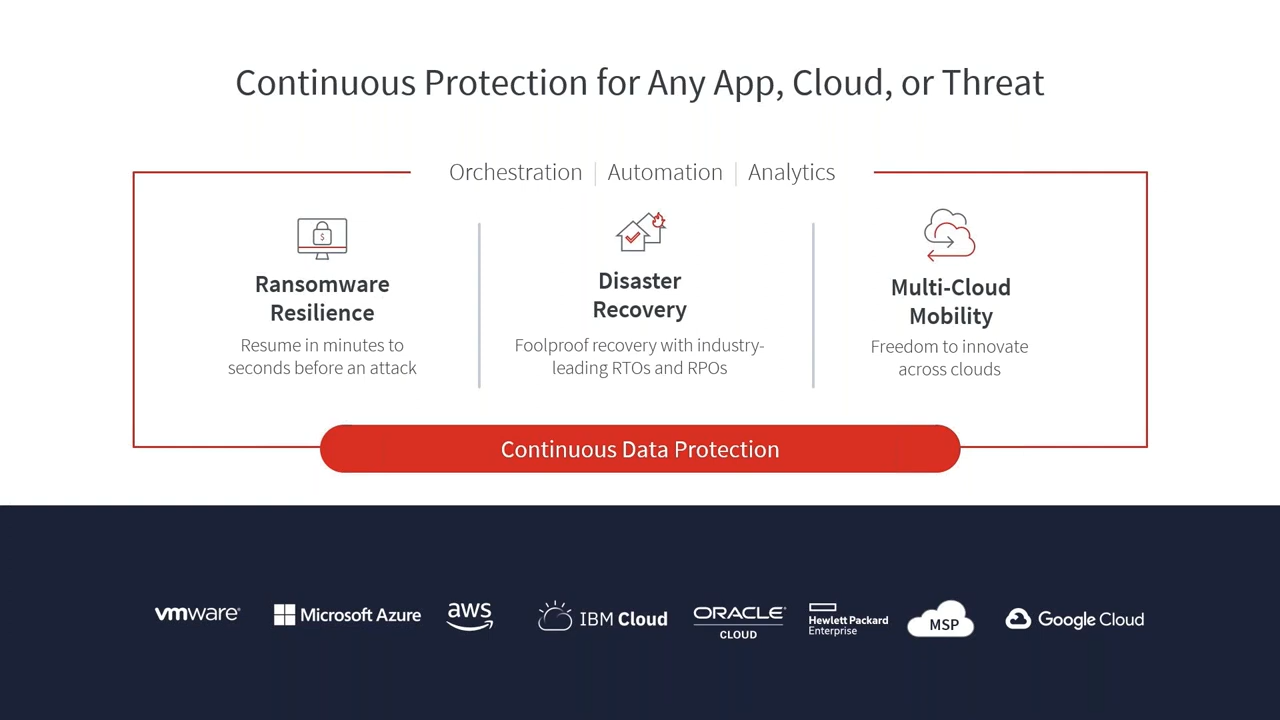 Continuous Protection for Any App, Cloud, or Threat
Orchestration | Automation | Analytics
$
Ransomware
Resilience
Resume in minutes to
seconds before an attack
Disaster
Recovery
Foolproof recovery with industry-
leading RTOs and RPOs
Multi-Cloud
Mobility
Freedom to innovate
across clouds
Continuous Data Protection
vmware®
Microsoft Azure
aws
IBM Cloud
ORACLE®
CLOUD
Hewlett Packard
Enterprise
MSP
Google Cloud